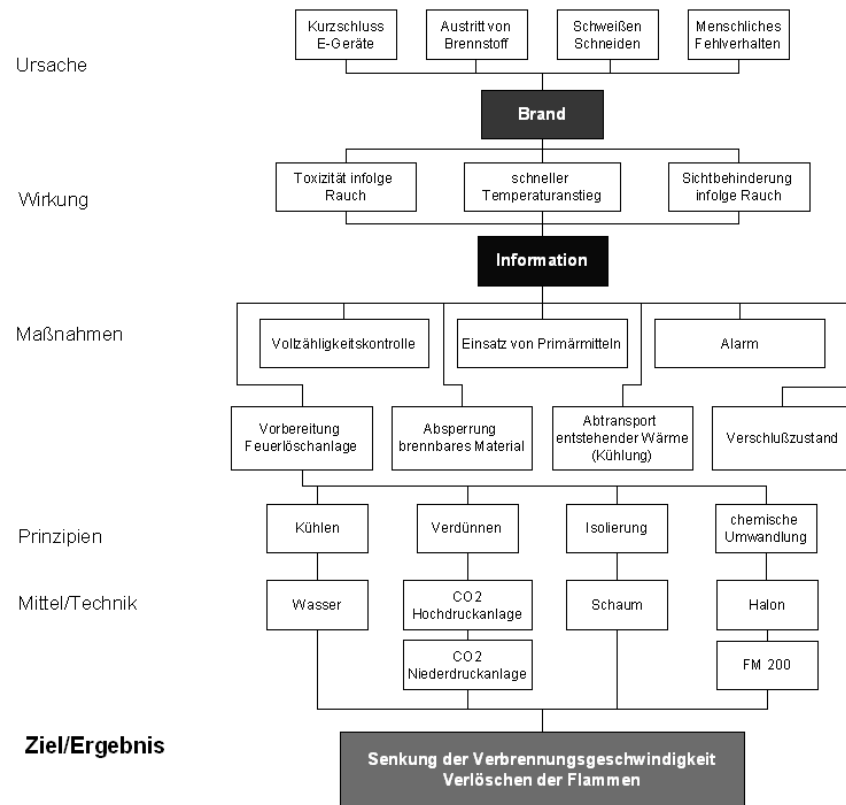 Kurzschluss
E-Geräte
Austritt von
Brennstoff
Schweißen
Schneiden
Menschliches
Fehlverhalten
Ursache
Brand
Toxizität infolge
Rauch
schneller
Temperaturanstieg
Sichtbehinderung
infolge Rauch
Wirkung
Information
Maßnahmen
Vollzähligkeitskontrolle
Einsatz von Primärmitteln
Alarm
Vorbereitung
Feuerlöschanlage
Absperrung
brennbares Material
Abtransport
entstehender Wärme
(Kühlung)
Verschlußzustand
Prinzipien
Kühlen
Verdünnen
Isolierung
chemische
Umwandlung
Mittel/Technik
Wasser
CO2
Hochdruckanlage
Schaum
Halon
CO2
Niederdruckanlage
FM 200
Ziel/Ergebnis
Senkung der Verbrennungsgeschwindigkeit
Verlöschen der Flammen